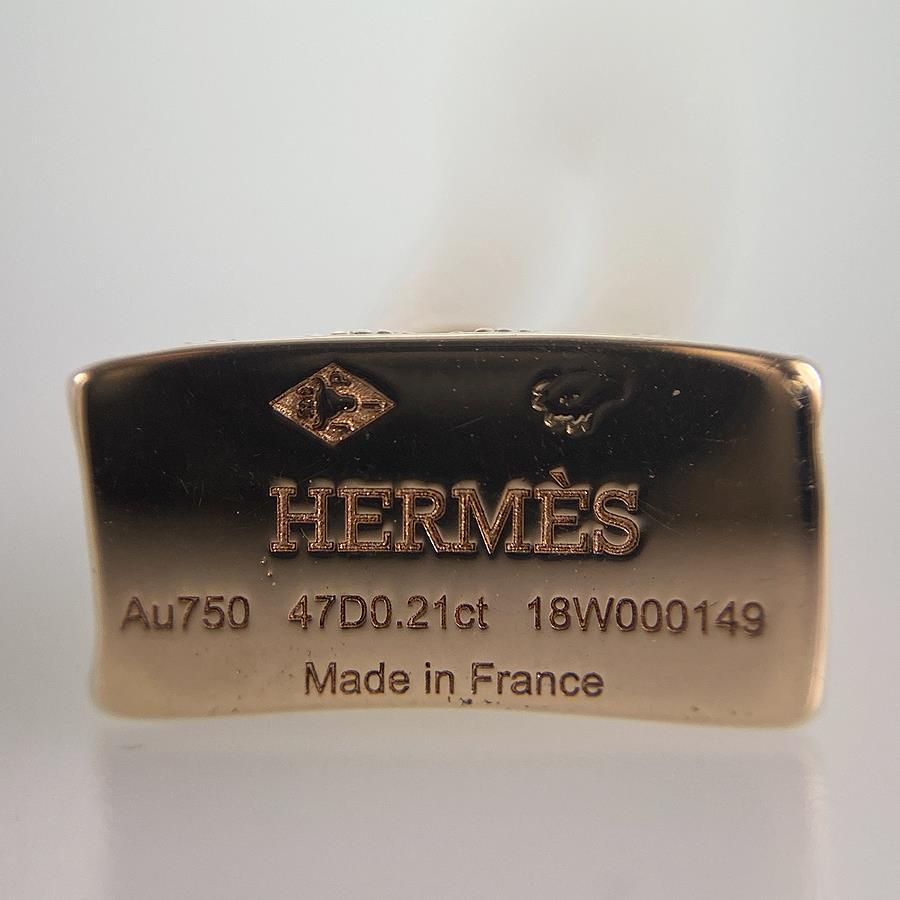 HERMÈS
Au750 47D0.21ct 18W000149
Made in France